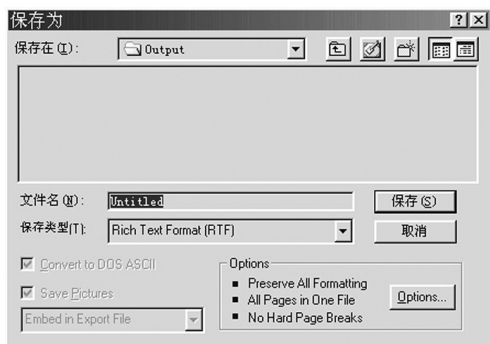 保存为
保存在(I): Output
文件名(N): Untitled 保存(S)
保存类型(T): Rich Text Format (RTF) 取消
Convert to DOS ASCII
Save Pictures
Embed in Export File
Options
Preserve All Formatting
All Pages in One File
No Hard Page Breaks
Options...